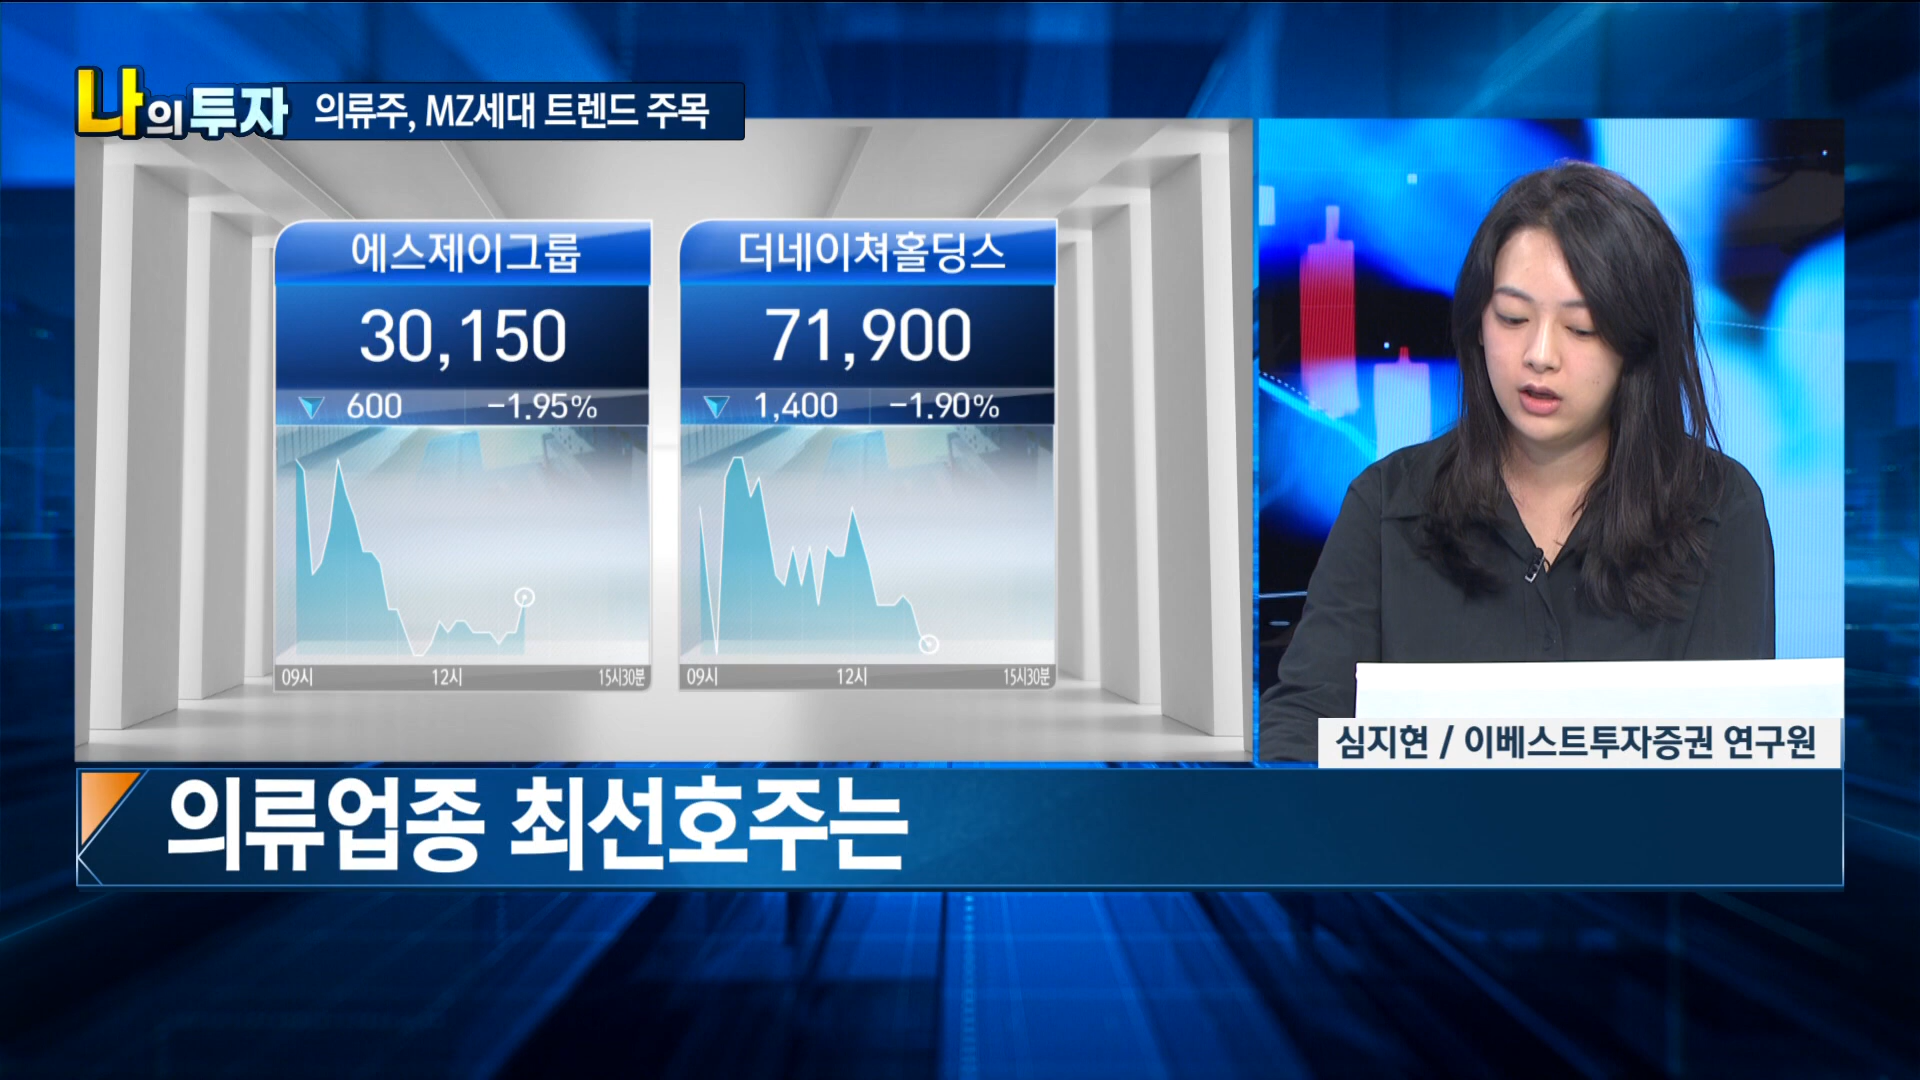 나의 투자 의류주, MZ세대 트렌드 주목
에스제이그룹
30,150
▼ 600 -1.95%
09시 12시 15시30분
더네이쳐홀딩스
71,900
▼ 1,400 -1.90%
09시 12시 15시30분
심지현 / 이베스트투자증권 연구원
의류업종 최선호주는